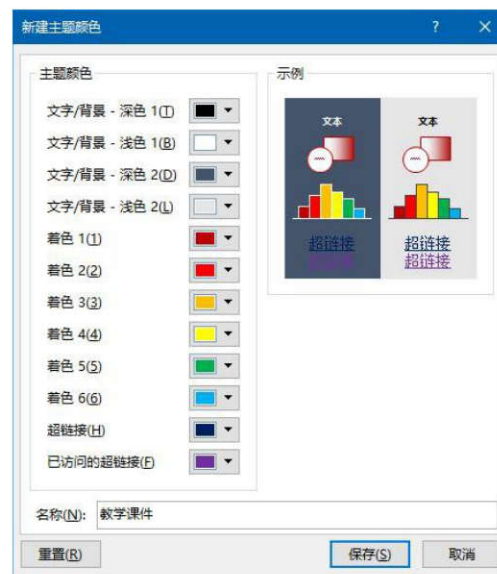 新建主题颜色
?
主题颜色
示例
文字/背景 - 深色 1(T)
文字/背景 - 浅色 1(B)
文字/背景 - 深色 2(D)
文字/背景 - 浅色 2(L)
着色 1(1)
着色 2(2)
着色 3(3)
着色 4(4)
着色 5(5)
着色 6(6)
超链接(H)
已访问的超链接(F)
文本
文本
超链接
超链接
超链接
超链接
名称(N): 教学课件
重置(R)
保存(S)
取消